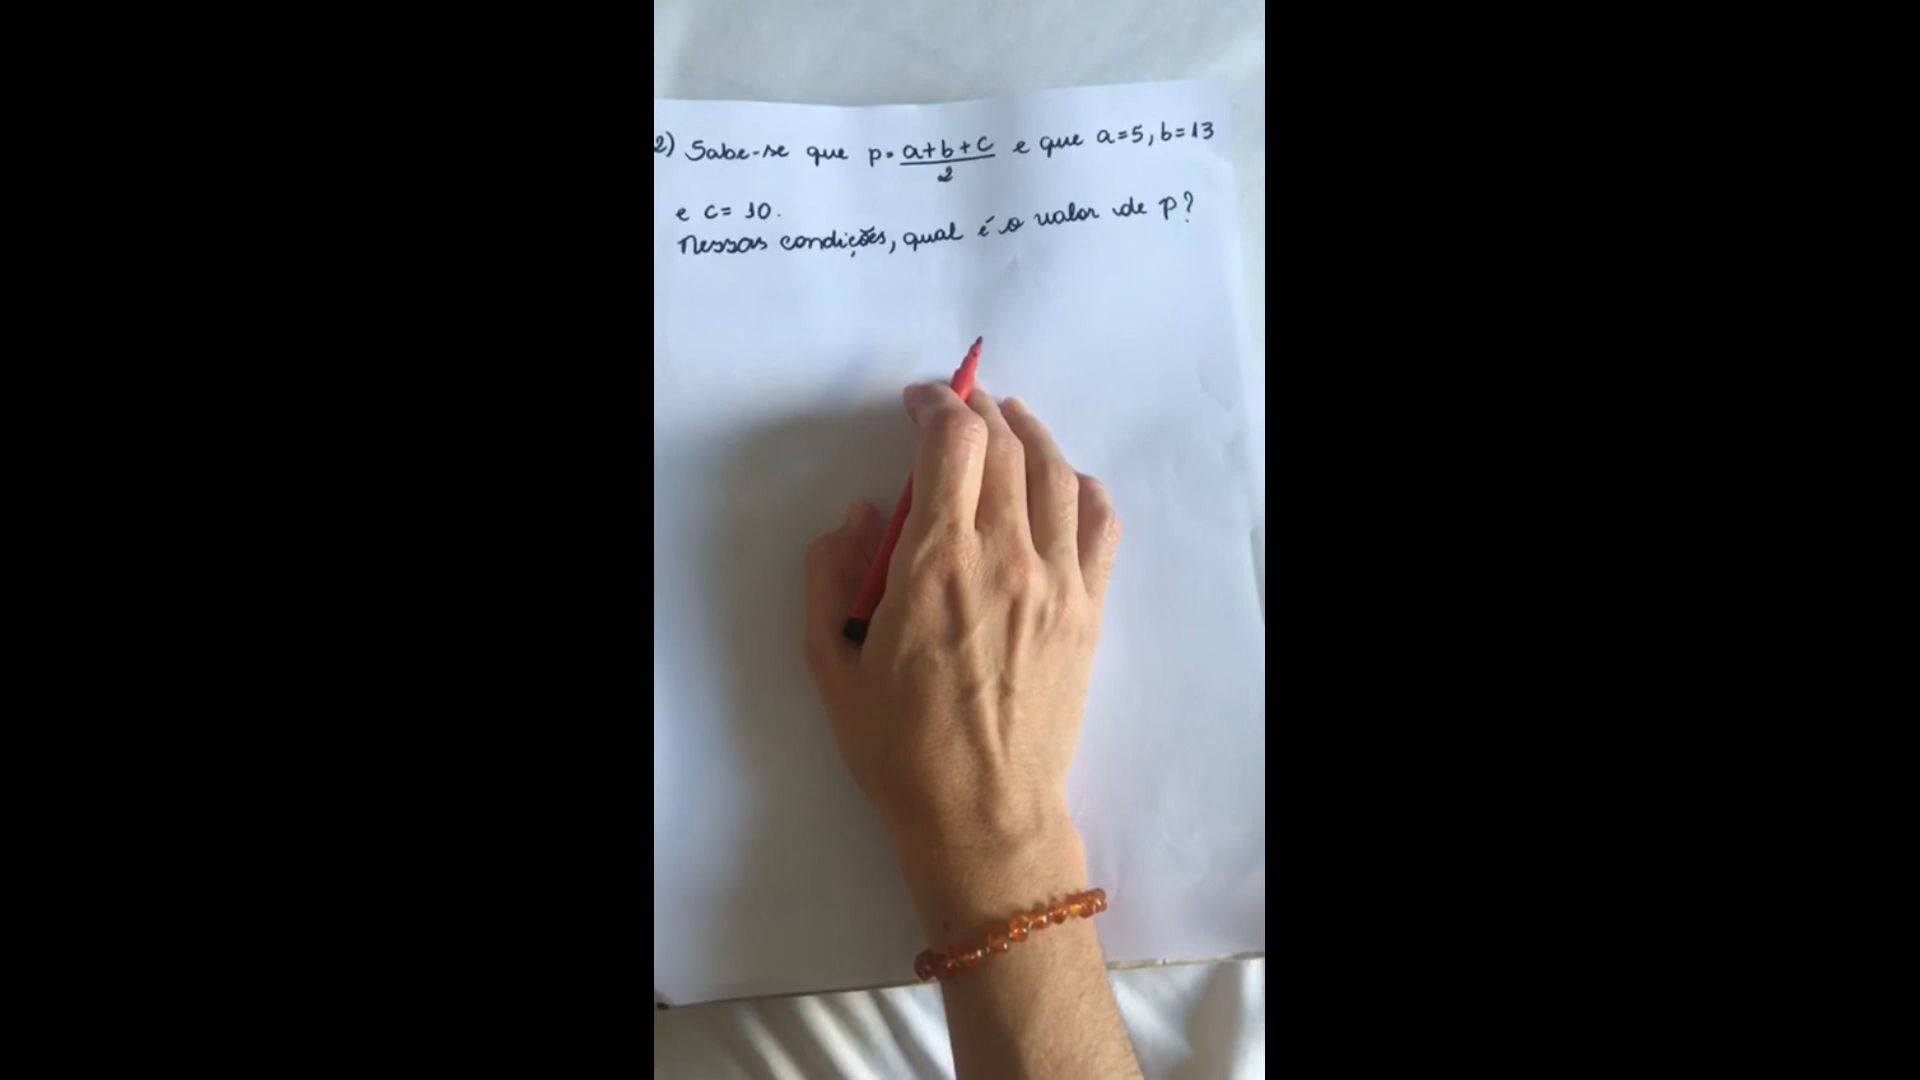 2) Sabe-se que p = a+b+c/2 e que a=5, b=13
e c= 10.
Nessas condições, qual é o valor de p?